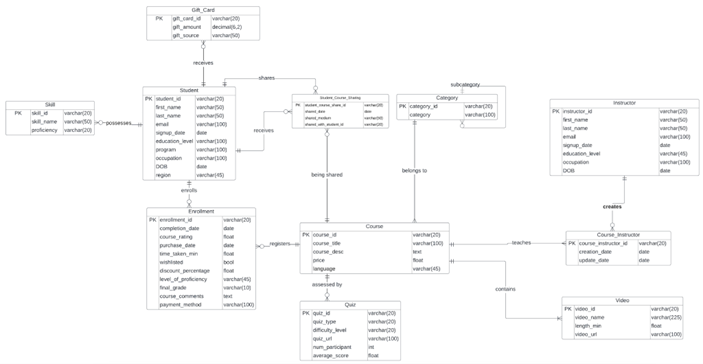 Gift_Card
PK gift_card_id varchar(20)
gift_amount decimal(6,2)
gift_source varchar(50)
receives
shares
subcategory
Student
PK student_id varchar(20)
first_name varchar(50)
last_name varchar(50)
email varchar(100)
signup_date date
education_level varchar(100)
program varchar(100)
occupation varchar(100)
DOB date
region varchar(45)
Student_Course_Sharing
PK student_course_share_id varchar(20)
shared_date date
shared_medium varchar(50)
shared_with_student_id varchar(20)
Category
PK category_id varchar(20)
category varchar(100)
Instructor
PK instructor_id varchar(20)
first_name varchar(50)
last_name varchar(50)
email varchar(100)
signup_date date
education_level varchar(45)
occupation varchar(100)
DOB date
Skill
PK skill_id varchar(20)
skill_name varchar(50)
proficiency varchar(20)
possesses
receives
being shared
belongs to
enrolls
creates
Enrollment
PK enrollment_id varchar(20)
completion_date date
course_rating float
purchase_date date
time_taken_min float
wishlisted bool
discount_percentage float
level_of_proficiency varchar(45)
final_grade varchar(10)
course_comments text
payment_method varchar(100)
registers
Course
PK course_id varchar(20)
course_title varchar(100)
course_desc text
price float
language varchar(45)
teaches
Course_Instructor
PK course_instructor_id varchar(20)
creation_date date
update_date date
assessed by
contains
Quiz
PK quiz_id varchar(20)
quiz_type varchar(20)
difficulty_level varchar(20)
quiz_url varchar(100)
num_participant int
average_score float
Video
PK video_id varchar(20)
video_name varchar(225)
length_min float
video_url varchar(100)